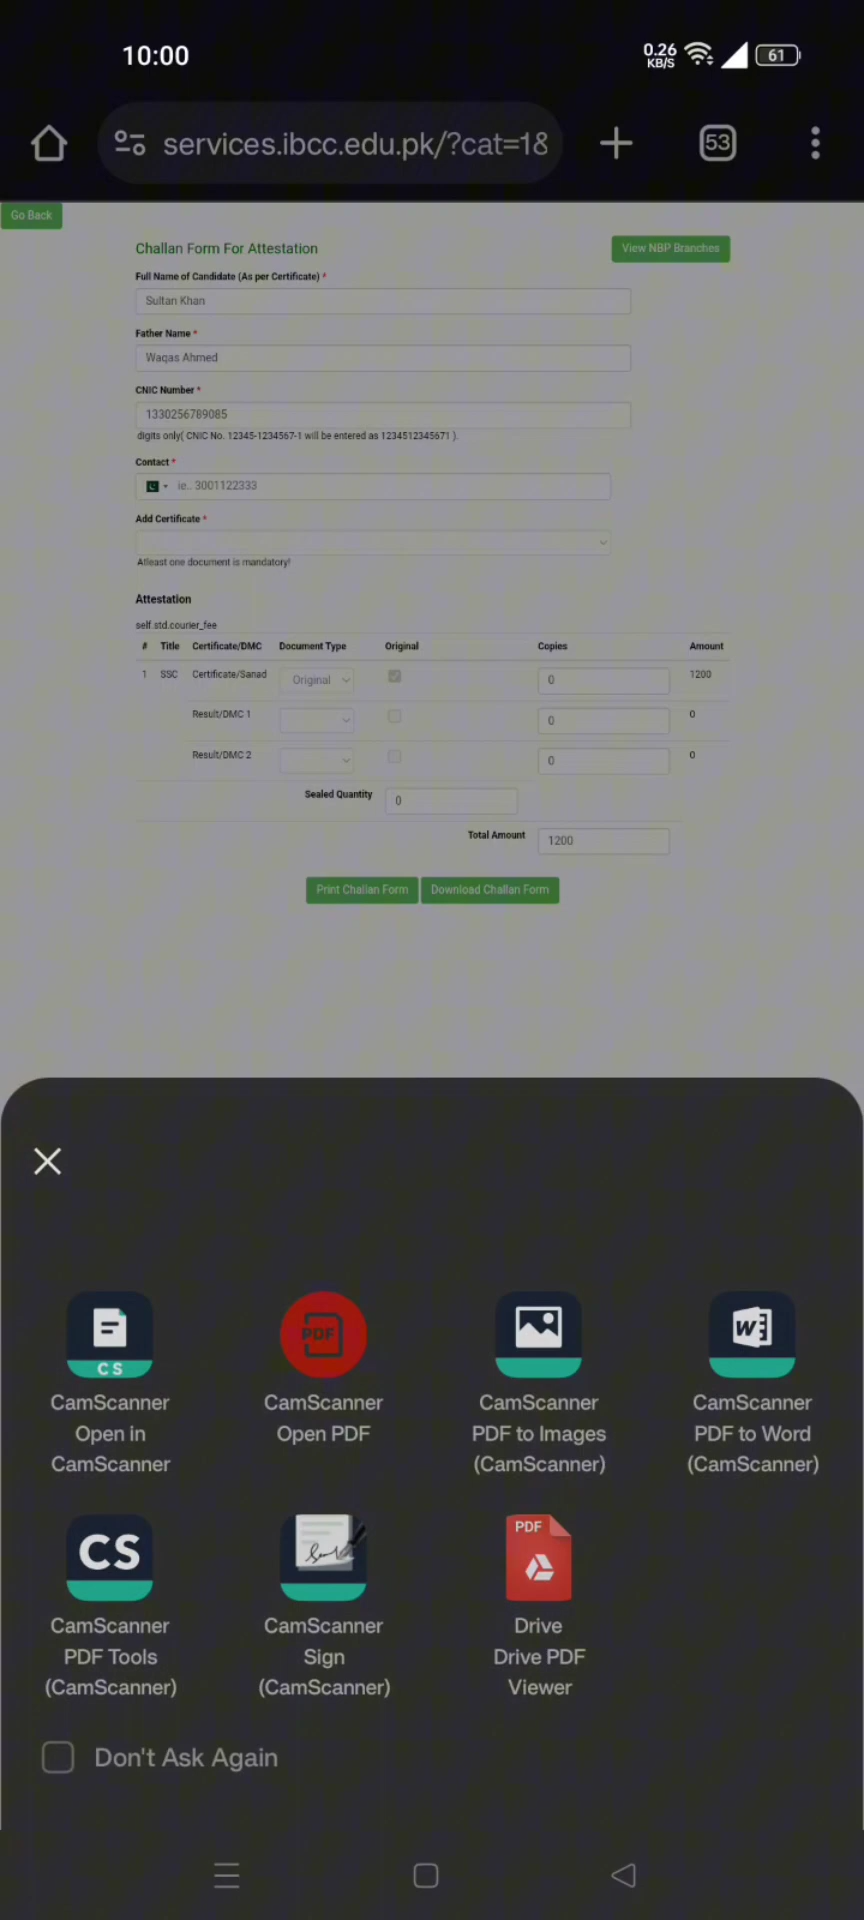 10:00
0.26
KB/S
61
services.ibcc.edu.pk/?cat=1&
53
Go Back
Challan Form For Attestation
View NBP Branches
Full Name of Candidate (As per Certificate) *
Sultan Khan
Father Name *
Waqas Ahmed
CNIC Number *
1330256789085
digits only( CNIC No. 12345-1234567-1 will be entered as 1234512345671 ).
Contact *
ie.. 3001122333
Add Certificate *
Atleast one document is mandatory!
Attestation
self.std.courier_fee
# Title Certificate/DMC Document Type Original Copies Amount
1 SSC Certificate/Sanad Original 0 1200
Result/DMC 1 0 0
Result/DMC 2 0 0
Sealed Quantity 0
Total Amount 1200
Print Challan Form Download Challan Form
CS
PDF
W
CamScanner Open in CamScanner
CamScanner Open PDF
CamScanner PDF to Images (CamScanner)
CamScanner PDF to Word (CamScanner)
CS
PDF
CamScanner PDF Tools (CamScanner)
CamScanner Sign (CamScanner)
Drive Drive PDF Viewer
Don't Ask Again